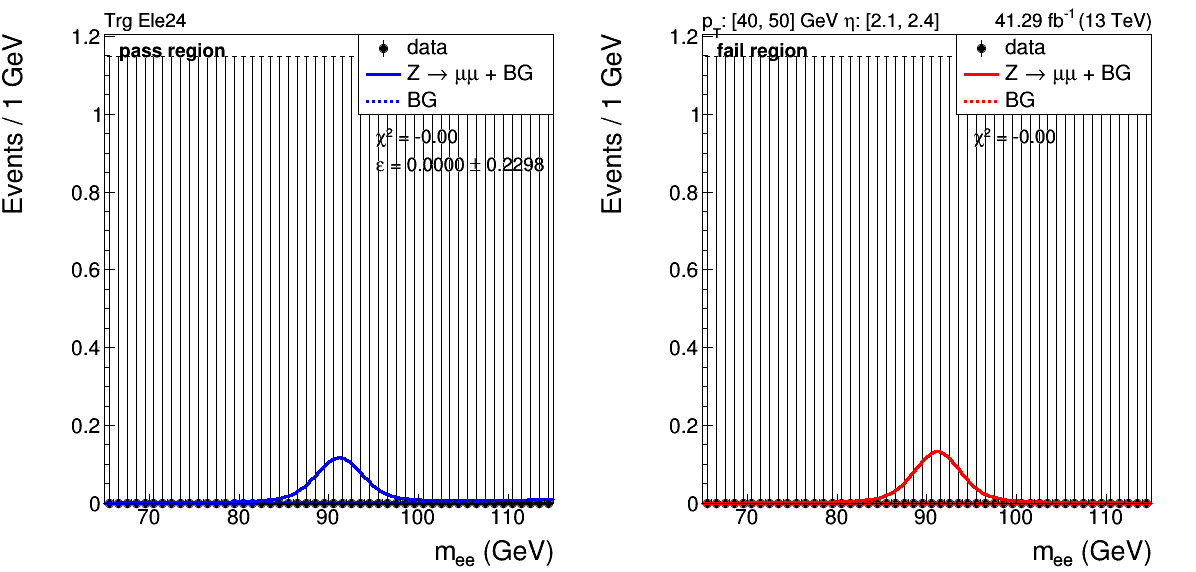 Trg Ele24
pass region
data
Z → μμ + BG
BG
χ² = -0.00
ε = 0.0000 ± 0.2298
Events / 1 GeV
1.2
1
0.8
0.6
0.4
0.2
0
70 80 90 100 110
m_ee (GeV)
p_T: [40, 50] GeV η: [2.1, 2.4] 41.29 fb⁻¹ (13 TeV)
fail region
data
Z → μμ + BG
BG
χ² = -0.00
Events / 1 GeV
1.2
1
0.8
0.6
0.4
0.2
0
70 80 90 100 110
m_ee (GeV)